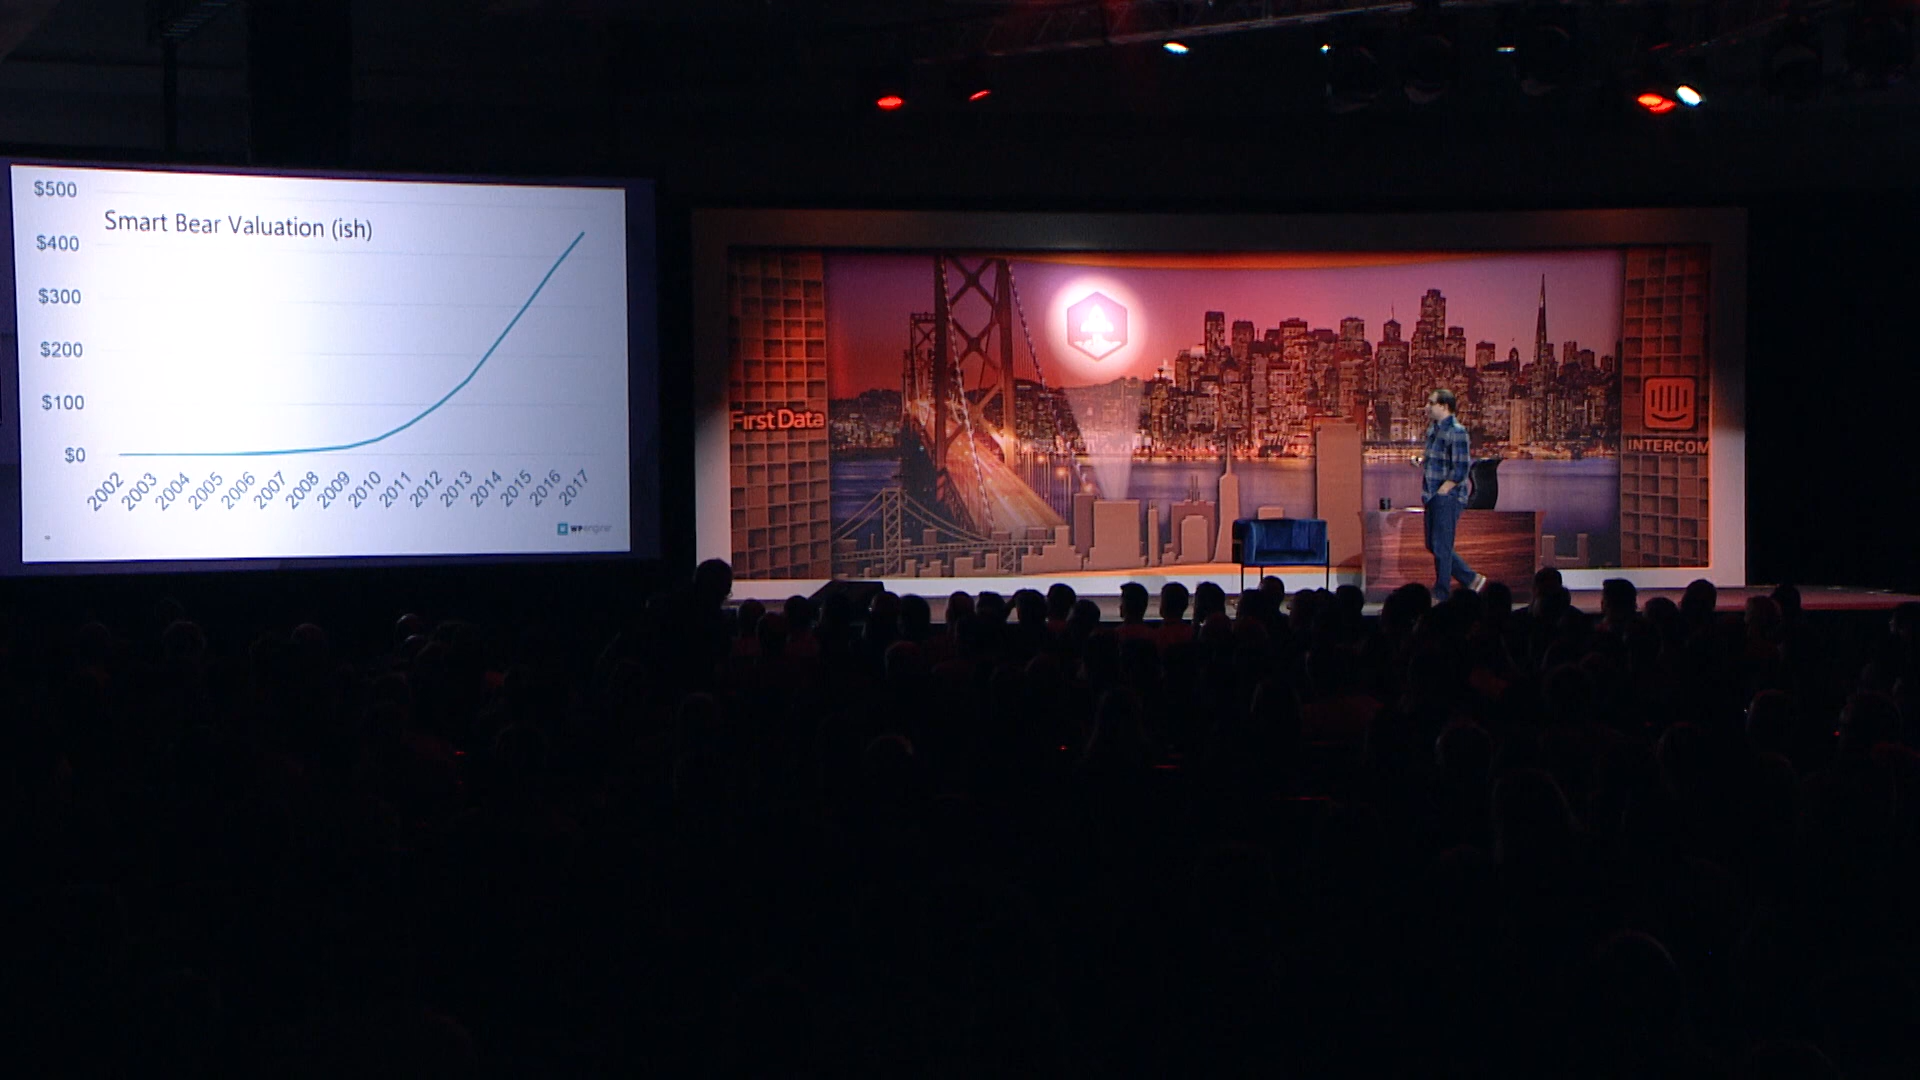 $500
Smart Bear Valuation (ish)
$400
$300
$200
$100
$0
2002 2003 2004 2005 2006 2007 2008 2009 2010 2011 2012 2013 2014 2015 2016 2017
WPengine
First Data
INTERCOM